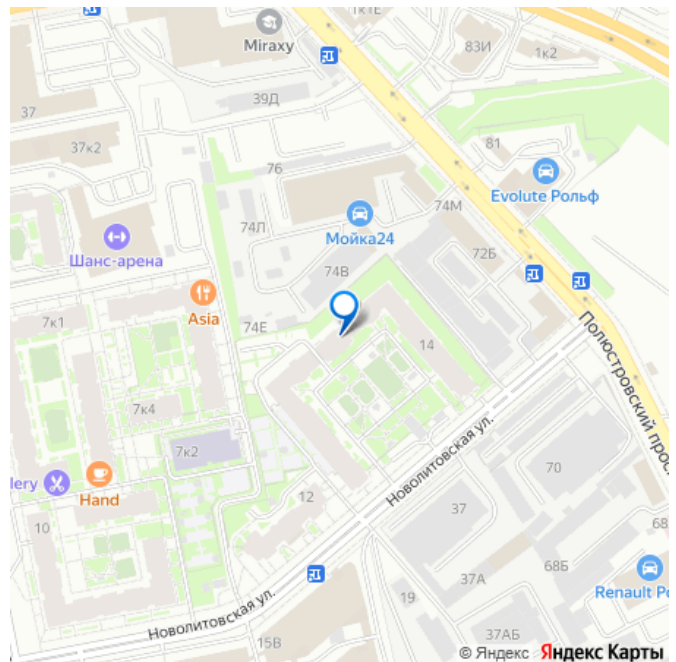 1к1Е
Miraxy
83И
1к2
39Д
37
37к2
81
76
Evolute Рольф
74М
74Л
Мойка24
72Б
Шанс-арена
74В
Asia
7к1
74Е
14
Полюстровский прос
7к4
7к2
Новолитовская ул.
lery
Hand
70
12
37
10
68
68Б
37А
Renault Р
19
Новолитовская ул.
15В
37АБ
© Яндекс Яндекс Карты